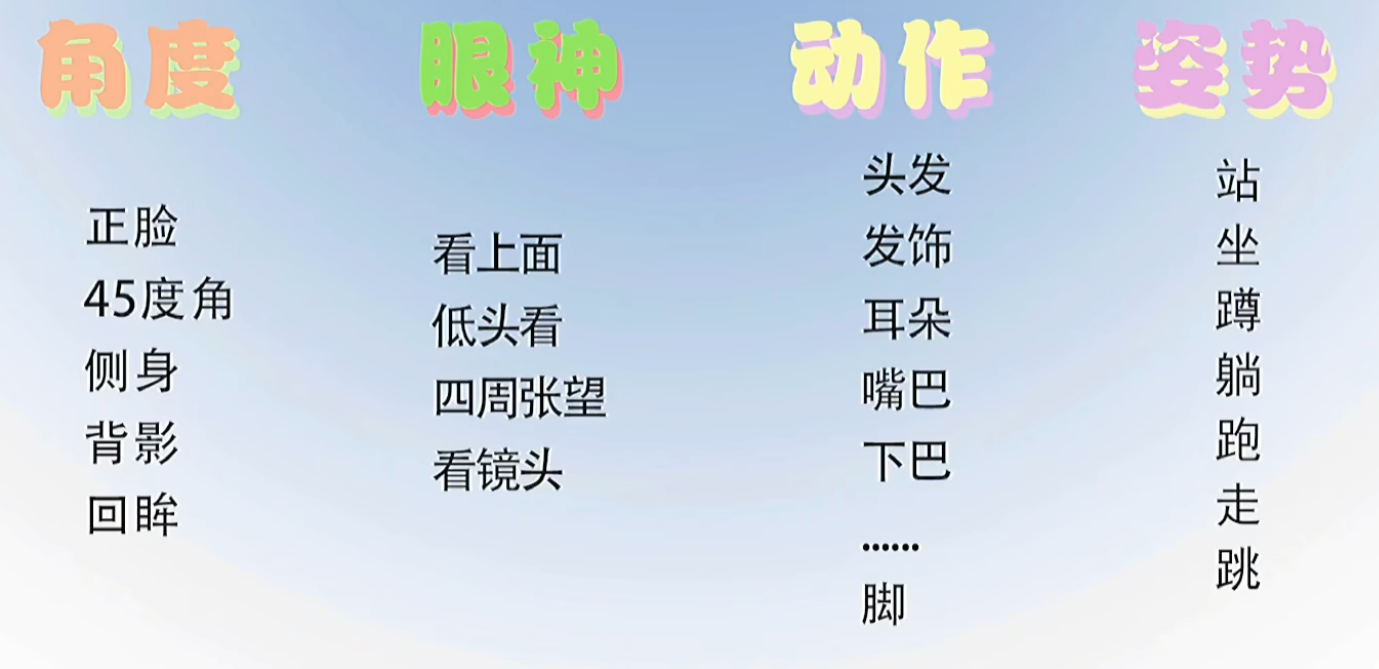 角度
正脸
45度角
侧身
背影
回眸
眼神
看上面
低头看
四周张望
看镜头
动作
头发
发饰
耳朵
嘴巴
下巴
......
脚
姿势
站
坐
蹲
躺
跑
走
跳